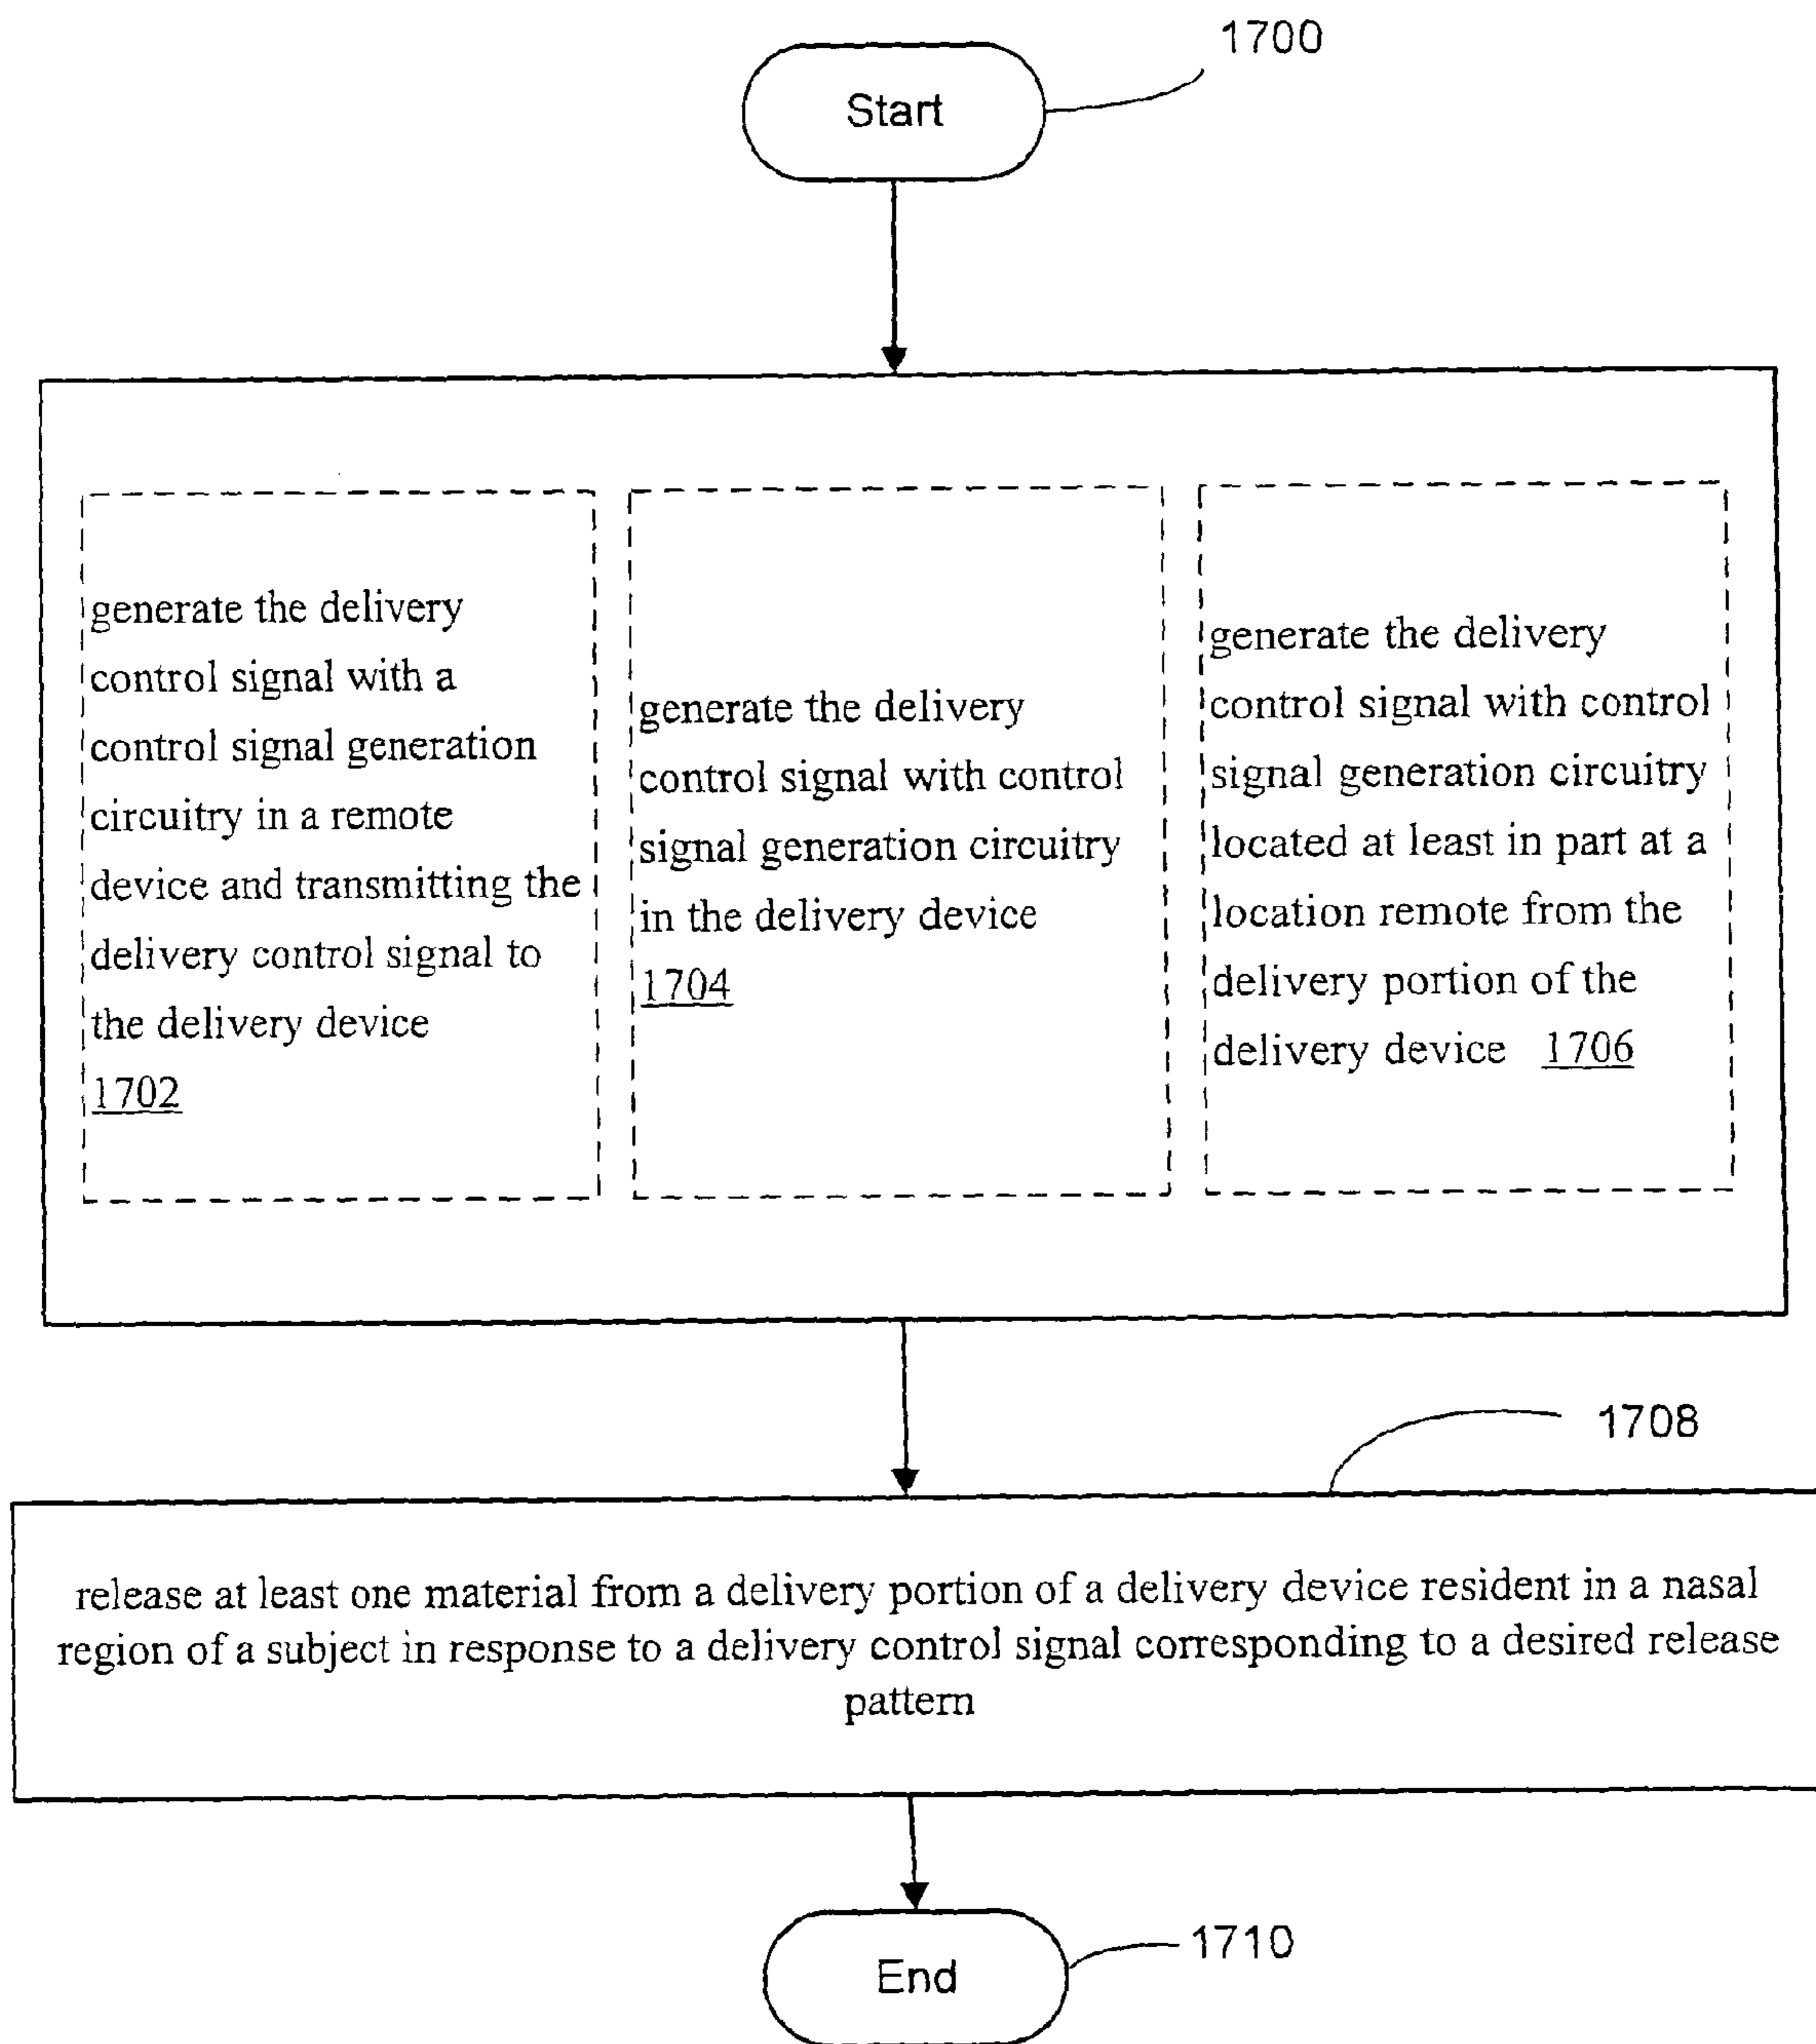 1700
Start
generate the delivery
control signal with a
control signal generation
circuitry in a remote
device and transmitting the
delivery control signal to
the delivery device
1702
generate the delivery
control signal with control
signal generation circuitry
in the delivery device
1704
generate the delivery
control signal with control
signal generation circuitry
located at least in part at a
location remote from the
delivery portion of the
delivery device 1706
1708
release at least one material from a delivery portion of a delivery device resident in a nasal
region of a subject in response to a delivery control signal corresponding to a desired release
pattern
End
1710